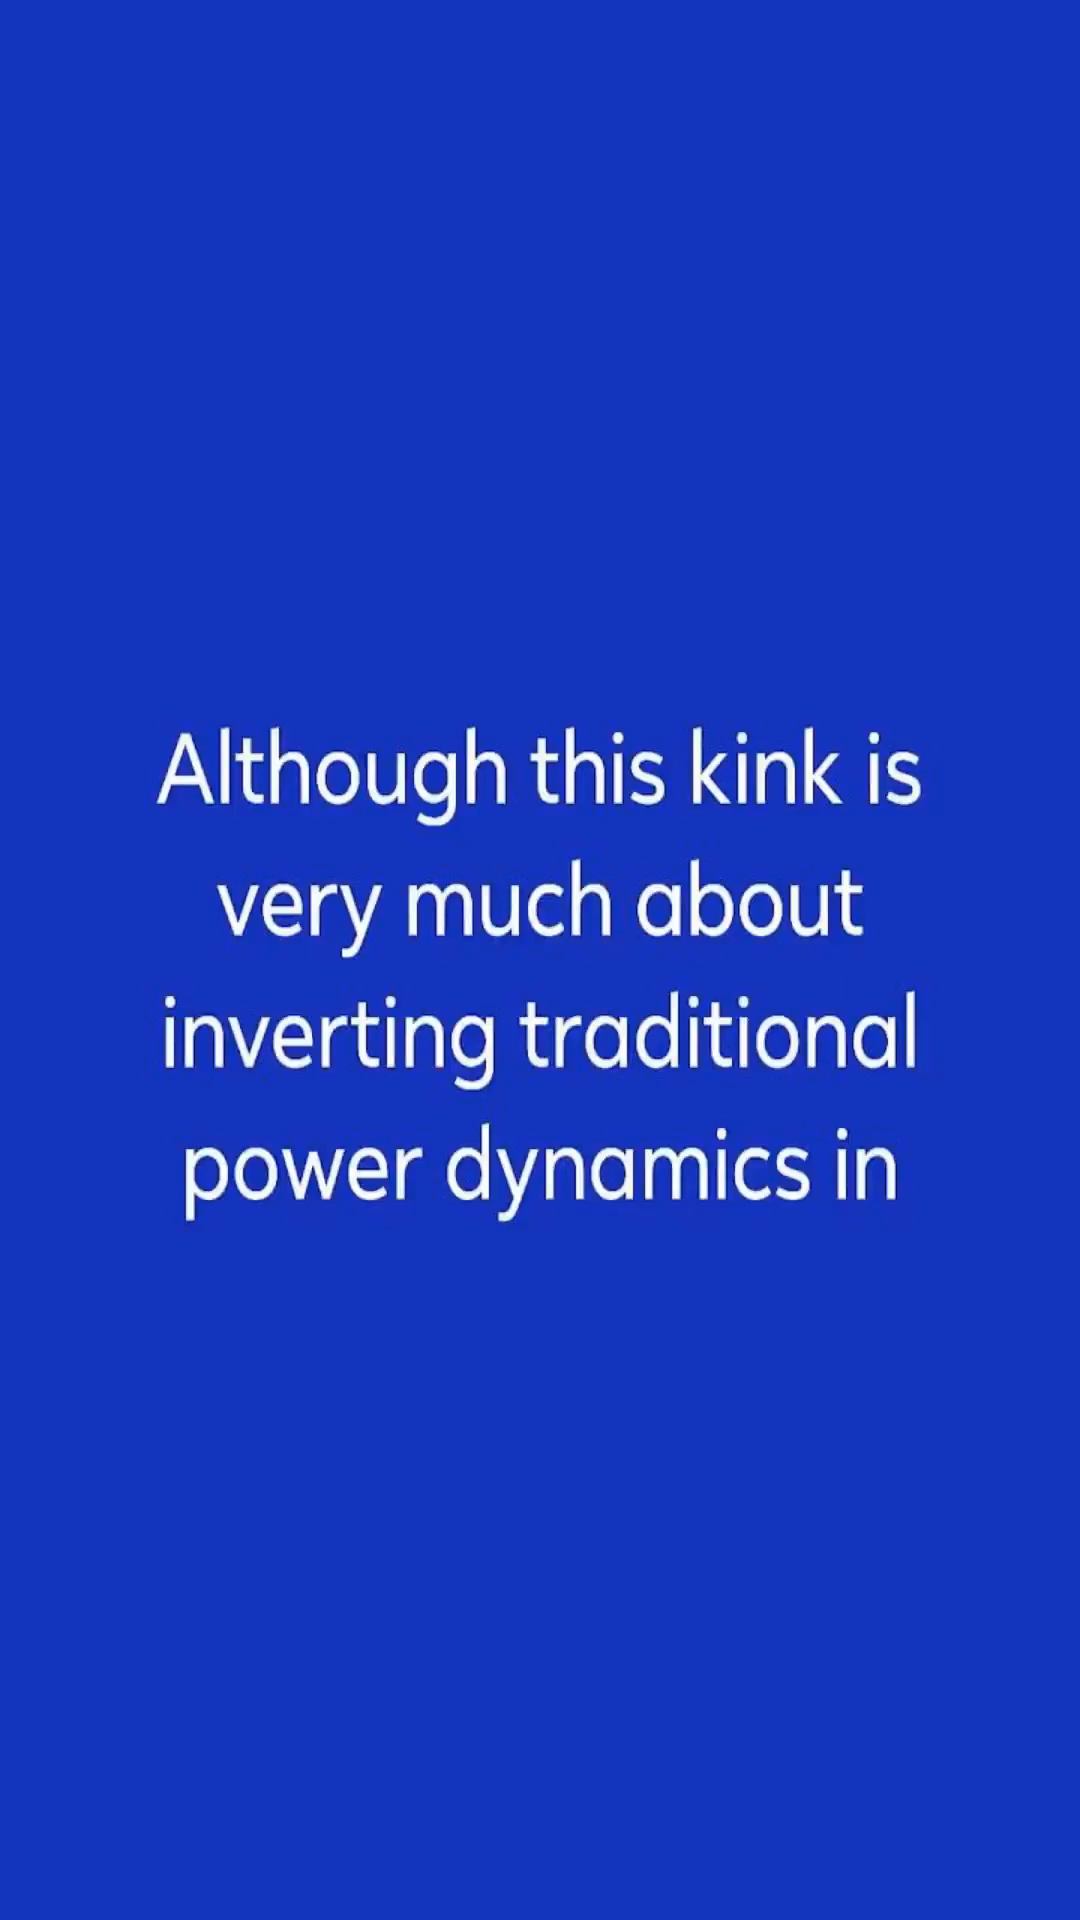 Although this kink is
very much about
inverting traditional
power dynamics in